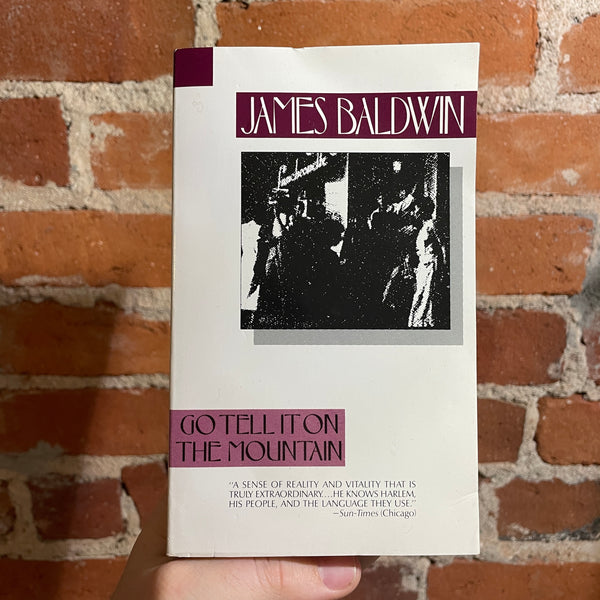 JAMES BALDWIN
Luncheonette
GO TELL IT ON
THE MOUNTAIN
"A SENSE OF REALITY AND VITALITY THAT IS
TRULY EXTRAORDINARY....HE KNOWS HARLEM,
HIS PEOPLE, AND THE LANGUAGE THEY USE."
—Sun-Times (Chicago)